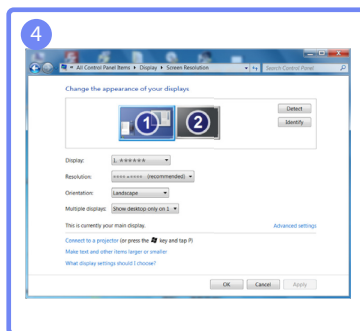 4
All Control Panel Items ▸ Display ▸ Screen Resolution
Search Control Panel
Change the appearance of your displays
1 2
Detect
Identify
Display: 1. ******
Resolution: **** x **** (recommended)
Orientation: Landscape
Multiple displays: Show desktop only on 1
This is currently your main display.
Advanced settings
Connect to a projector (or press the key and tap P)
Make text and other items larger or smaller
What display settings should I choose?
OK Cancel Apply